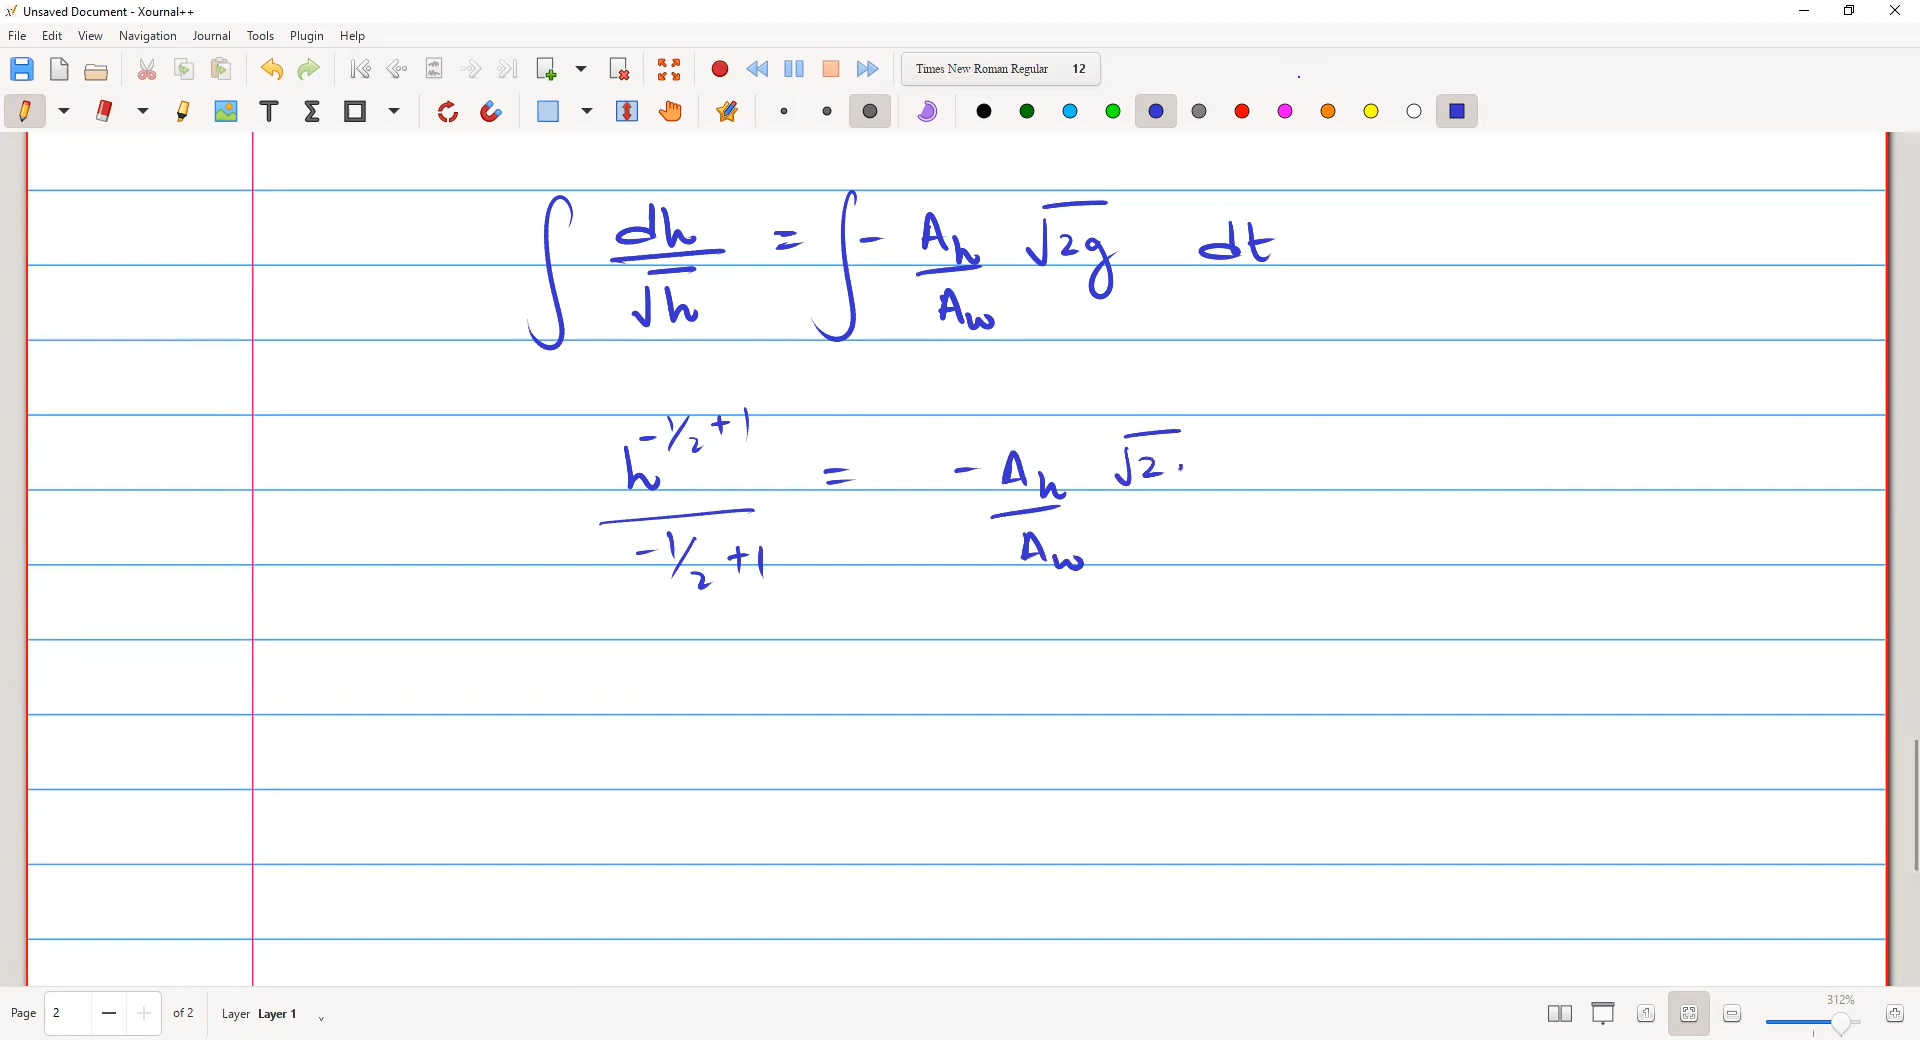 Unsaved Document - Xournal++
File Edit View Navigation Journal Tools Plugin Help
Times New Roman Regular 12
∫ dh/√h = ∫ - A_h/A_w √2g dt
h^(-1/2+1)/(-1/2+1) = -A_h/A_w √2.
Page 2 of 2 Layer Layer 1 312%